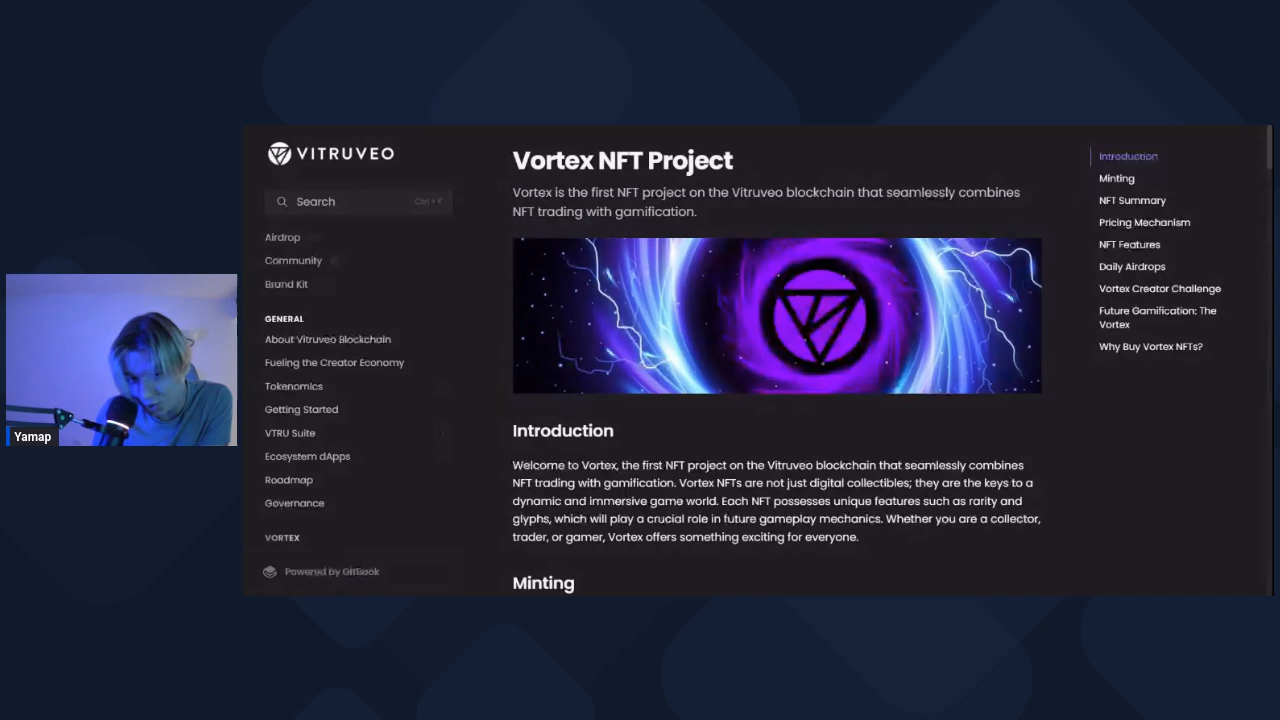 VITRUVEO
Search
Ctrl + K
Airdrop
Community
Brand Kit
GENERAL
About Vitruveo Blockchain
Fueling the Creator Economy
Tokenomics
Getting Started
VTRU Suite
Ecosystem dApps
Roadmap
Governance
VORTEX
Powered by GitBook
Vortex NFT Project
Vortex is the first NFT project on the Vitruveo blockchain that seamlessly combines
NFT trading with gamification.
Introduction
Welcome to Vortex, the first NFT project on the Vitruveo blockchain that seamlessly combines
NFT trading with gamification. Vortex NFTs are not just digital collectibles; they are the keys to a
dynamic and immersive game world. Each NFT possesses unique features such as rarity and
glyphs, which will play a crucial role in future gameplay mechanics. Whether you are a collector,
trader, or gamer, Vortex offers something exciting for everyone.
Minting
Introduction
Minting
NFT Summary
Pricing Mechanism
NFT Features
Daily Airdrops
Vortex Creator Challenge
Future Gamification: The
Vortex
Why Buy Vortex NFTs?
Yamap